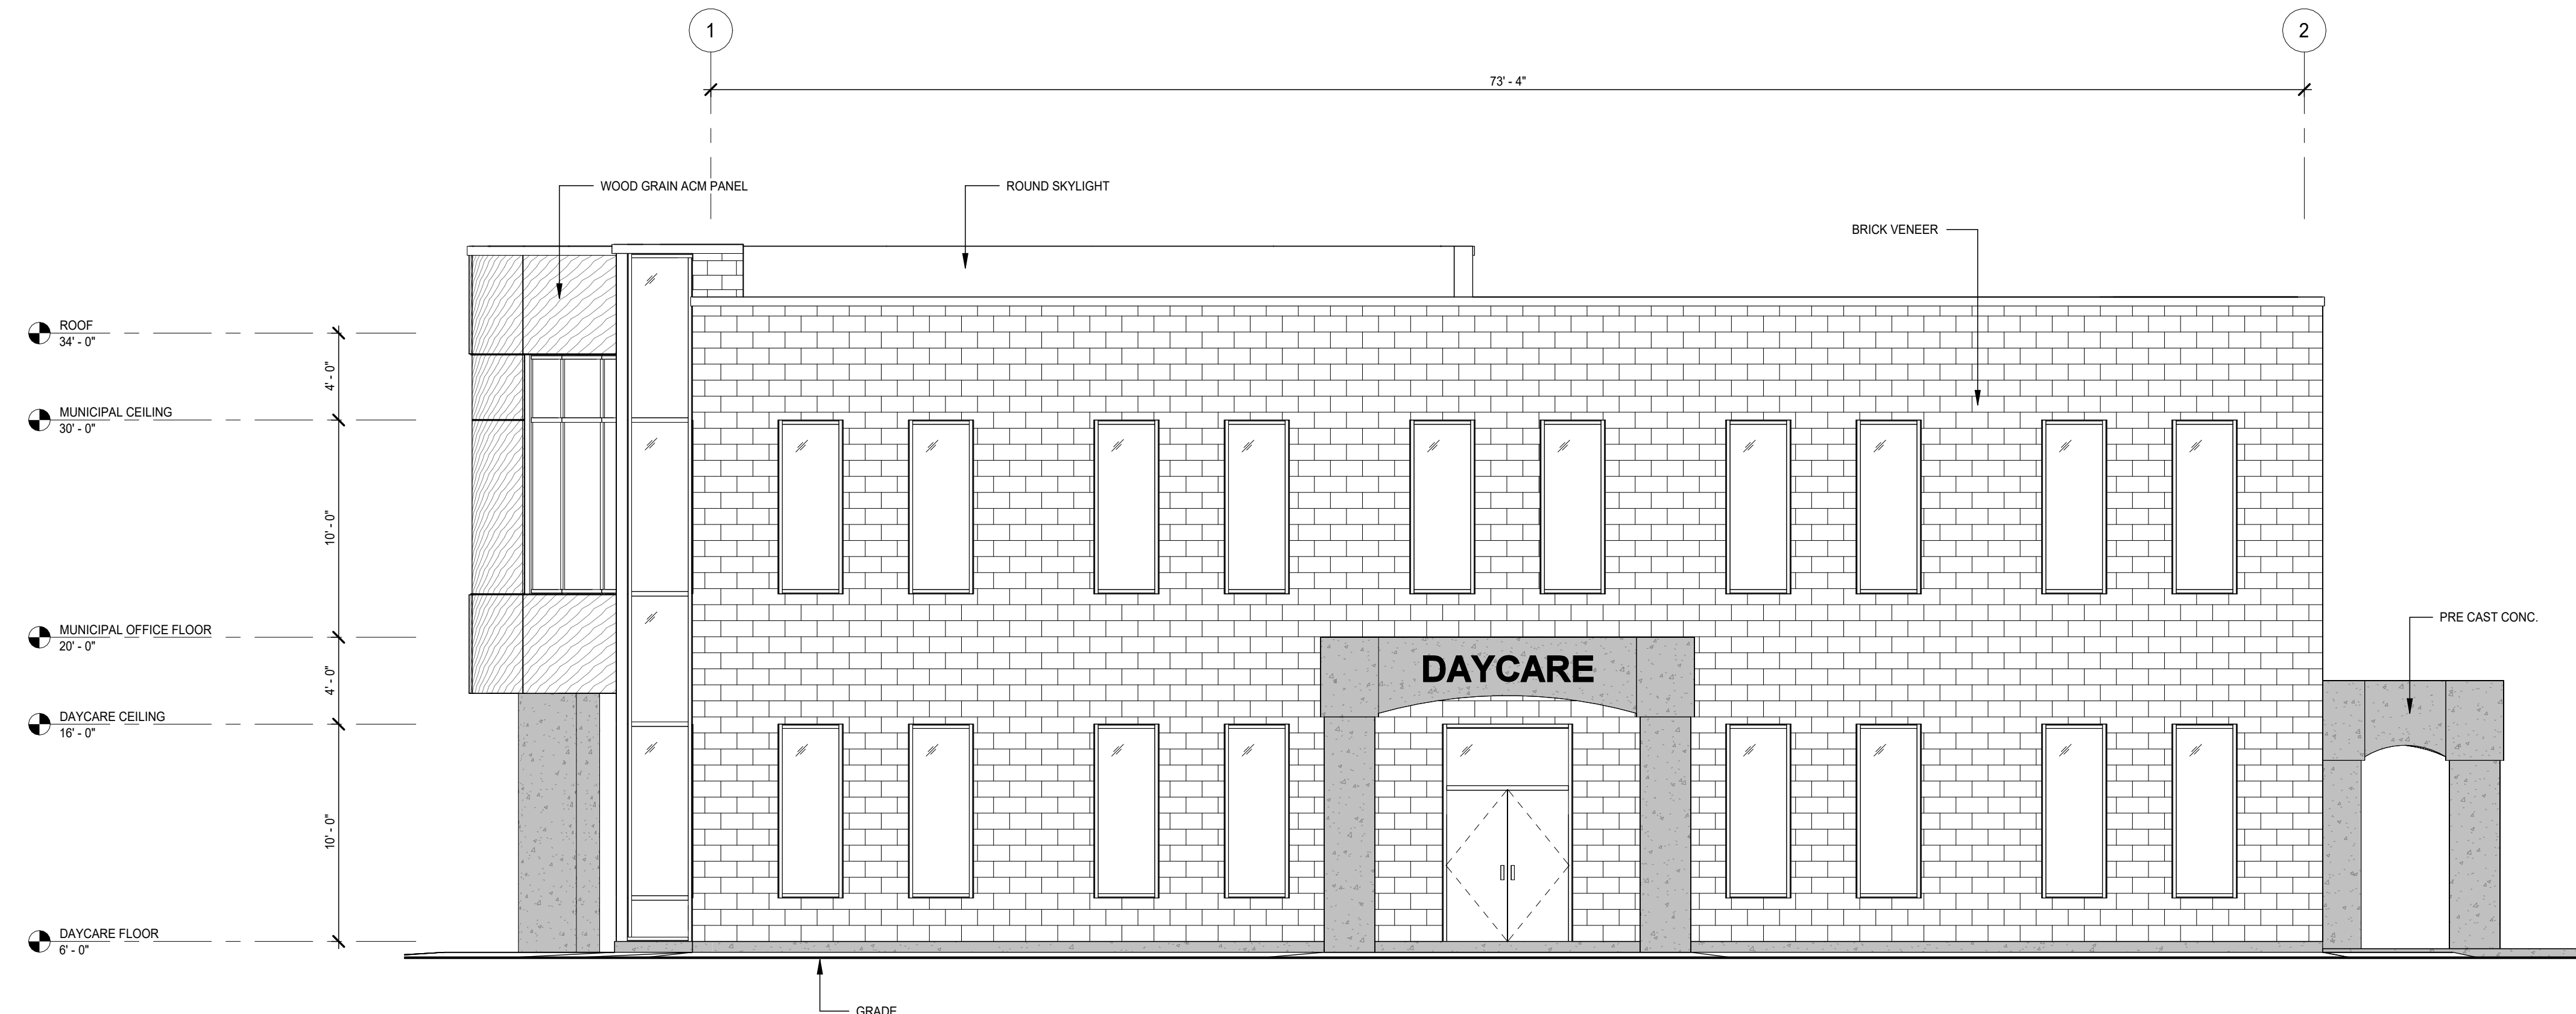 1
2
73' - 4"
WOOD GRAIN ACM PANEL
ROUND SKYLIGHT
BRICK VENEER
ROOF
34' - 0"
4' - 0"
MUNICIPAL CEILING
30' - 0"
10' - 0"
MUNICIPAL OFFICE FLOOR
20' - 0"
PRE CAST CONC.
DAYCARE
4' - 0"
DAYCARE CEILING
16' - 0"
10' - 0"
DAYCARE FLOOR
6' - 0"
GRADE